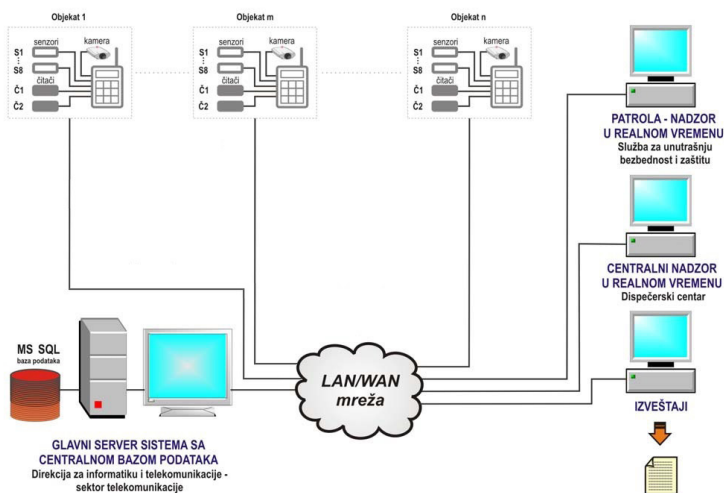 Objekat 1
senzori
kamera
S1
S8
čitači
Č1
Č2
Objekat m
senzori
kamera
S1
S8
čitači
Č1
Č2
Objekat n
senzori
kamera
S1
S8
čitači
Č1
Č2
PATROLA - NADZOR
U REALNOM VREMENU
Služba za unutrašnju
bezbednost i zaštitu
CENTRALNI NADZOR
U REALNOM VREMENU
Dispečerski centar
IZVEŠTAJI
LAN/WAN
mreža
MS SQL
baza podataka
GLAVNI SERVER SISTEMA SA
CENTRALNOM BAZOM PODATAKA
Direkcija za informatiku i telekomunikacije -
sektor telekomunikacije